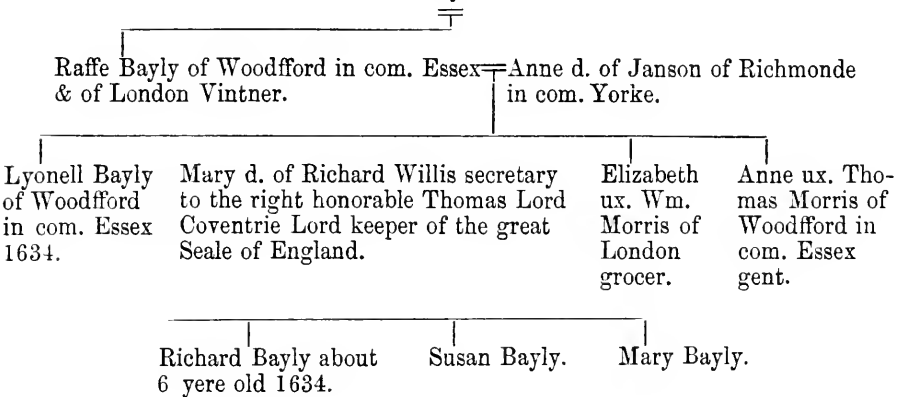 Raffe Bayly of Woodfford in com. Essex
& of London Vintner.
Anne d. of Janson of Richmonde
in com. Yorke.
Lyonell Bayly
of Woodfford
in com. Essex
1634.
Mary d. of Richard Willis secretary
to the right honorable Thomas Lord
Coventrie Lord keeper of the great
Seale of England.
Elizabeth
ux. Wm.
Morris of
London
grocer.
Anne ux. Tho-
mas Morris of
Woodfford in
com. Essex
gent.
Richard Bayly about
6 yere old 1634.
Susan Bayly.
Mary Bayly.